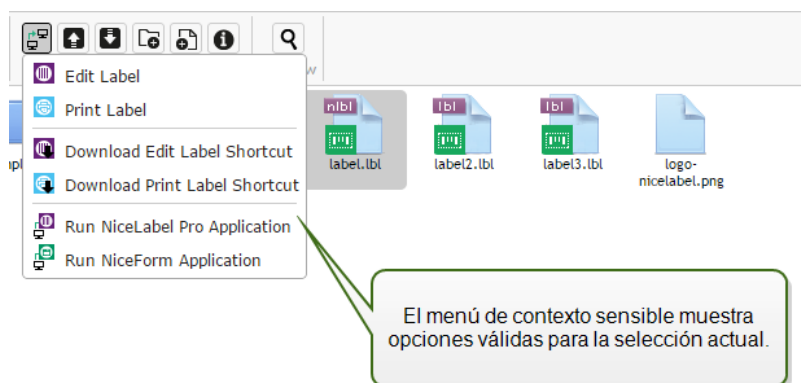 Edit Label
Print Label
Download Edit Label Shortcut
Download Print Label Shortcut
Run NiceLabel Pro Application
Run NiceForm Application
nlbl
label.lbl
lbl
label2.lbl
lbl
label3.lbl
logo-
nicelabel.png
El menú de contexto sensible muestra
opciones válidas para la selección actual.